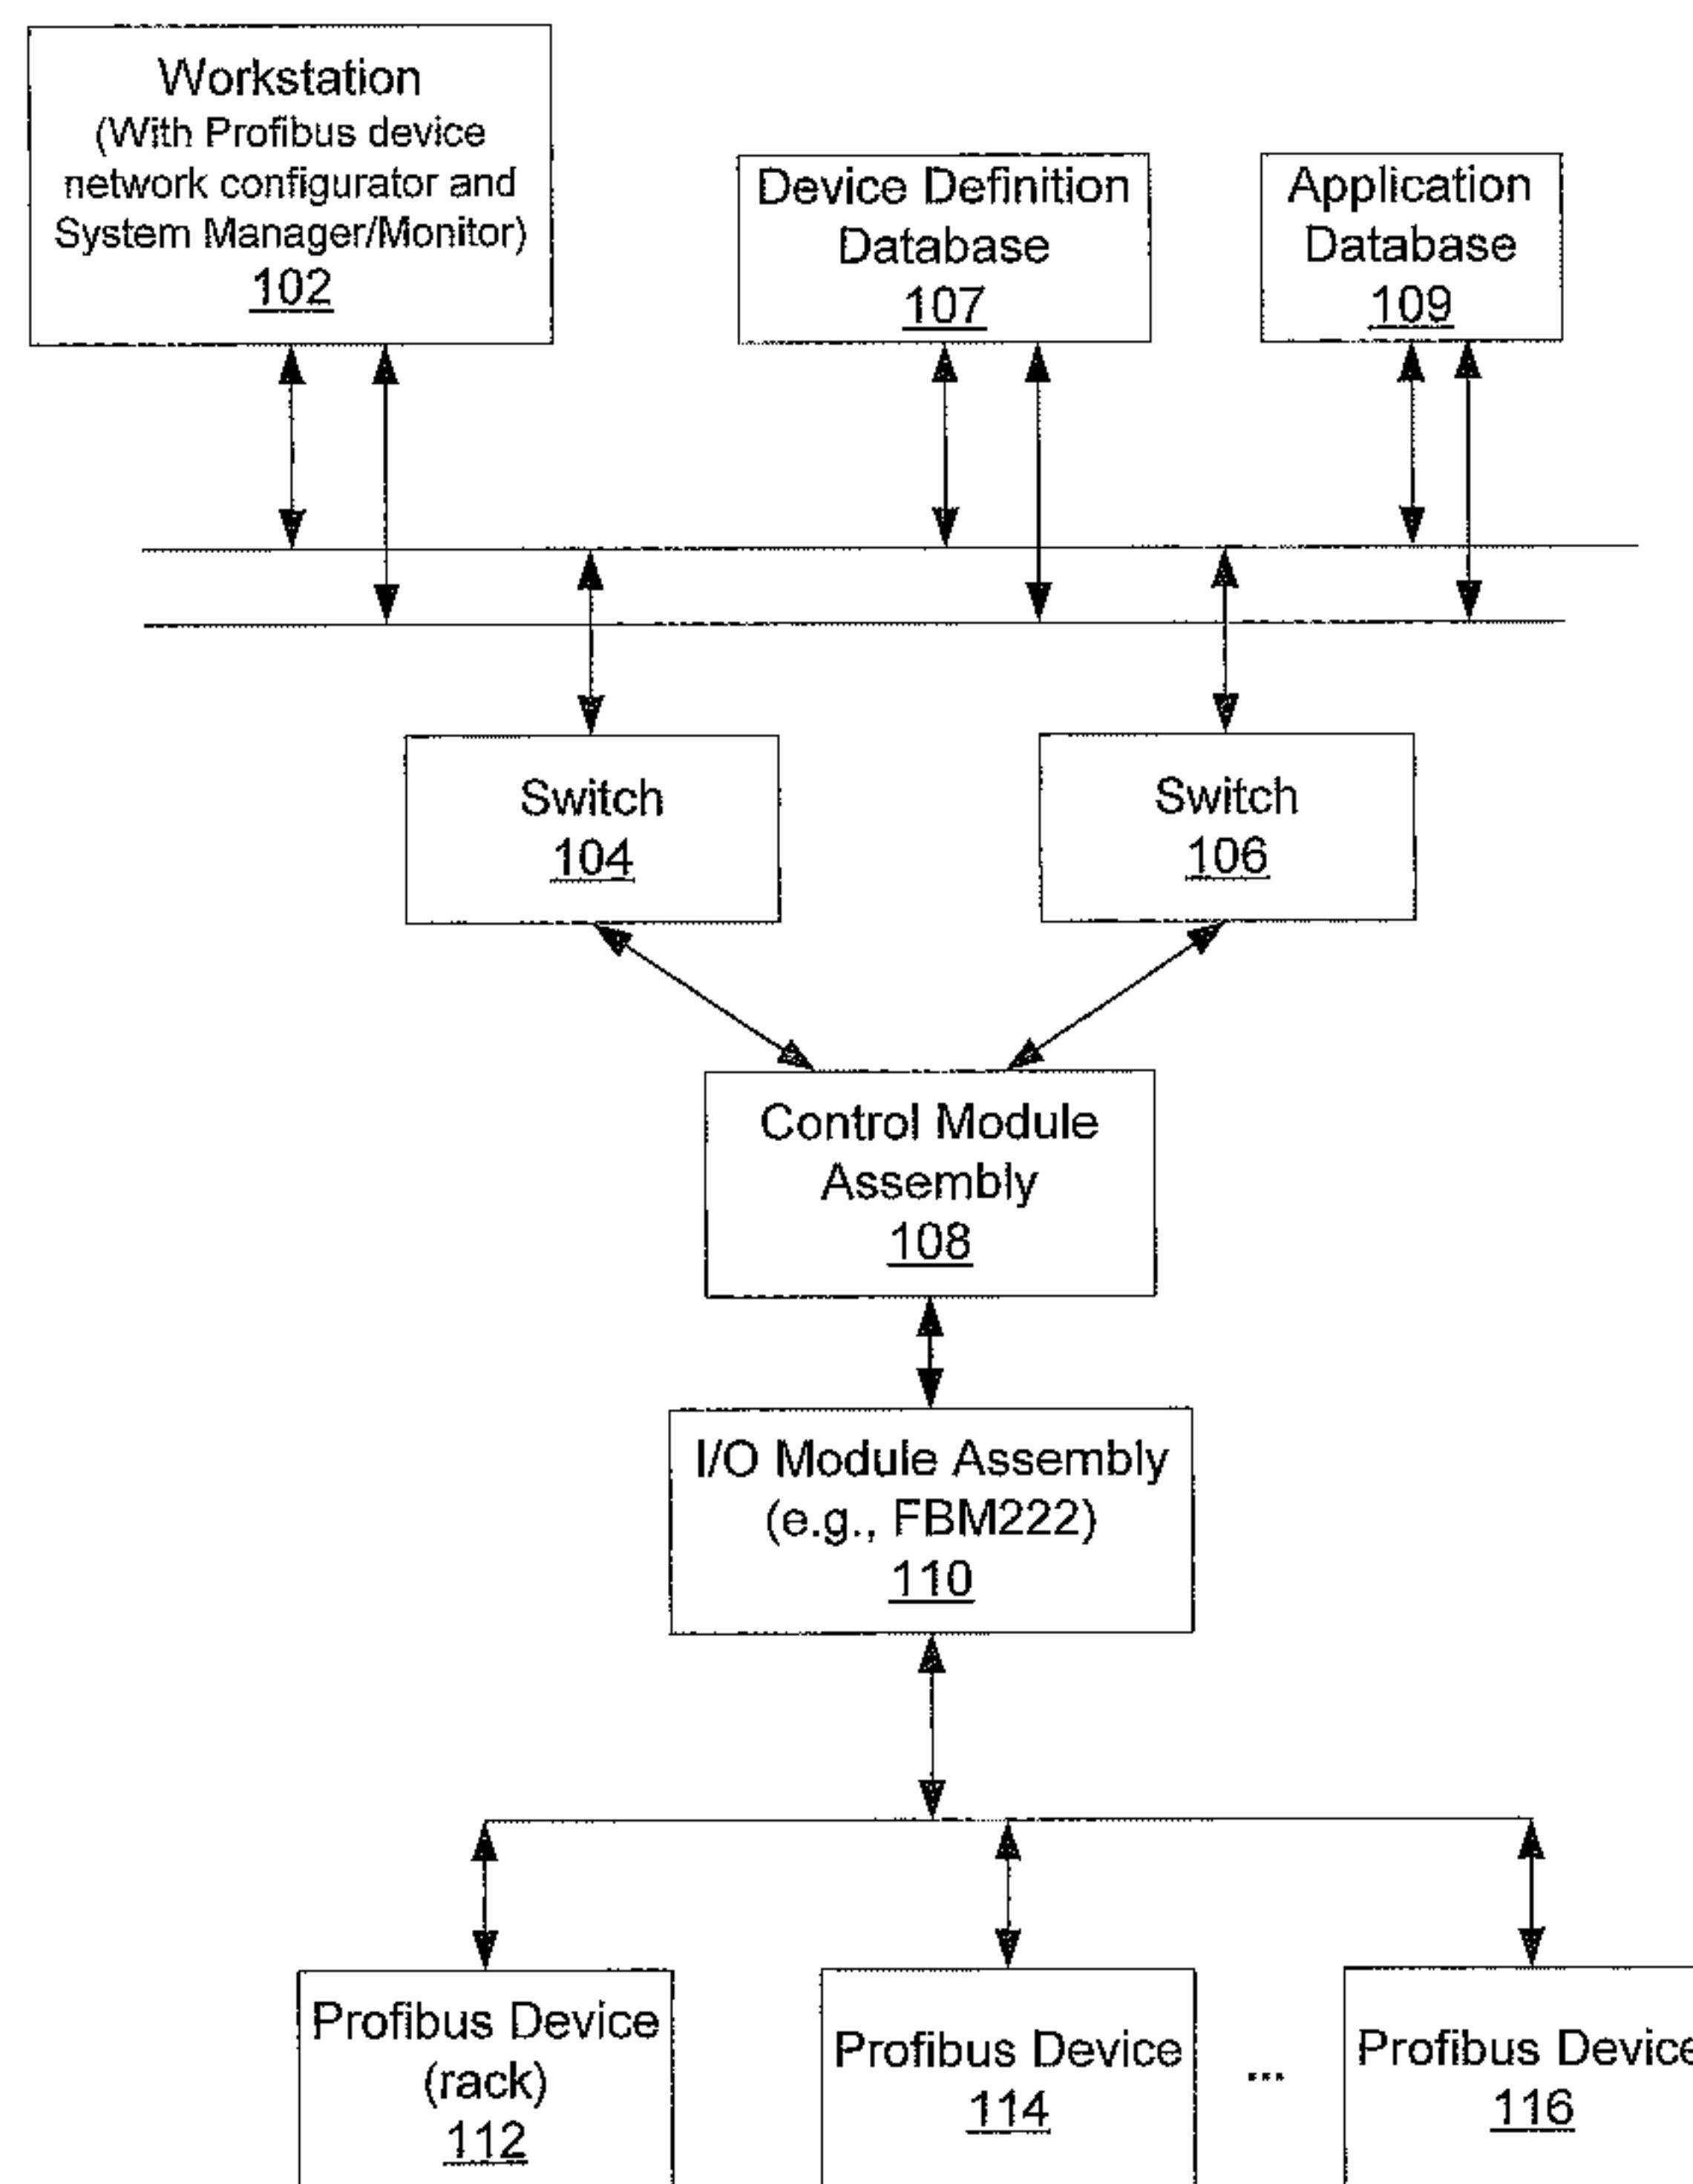 Workstation
(With Profibus device
network configurator and
System Manager/Monitor)
102
Device Definition
Database
107
Application
Database
109
Switch
104
Switch
106
Control Module
Assembly
108
I/O Module Assembly
(e.g., FBM222)
110
Profibus Device
(rack)
112
Profibus Device
114
...
Profibus Device
116